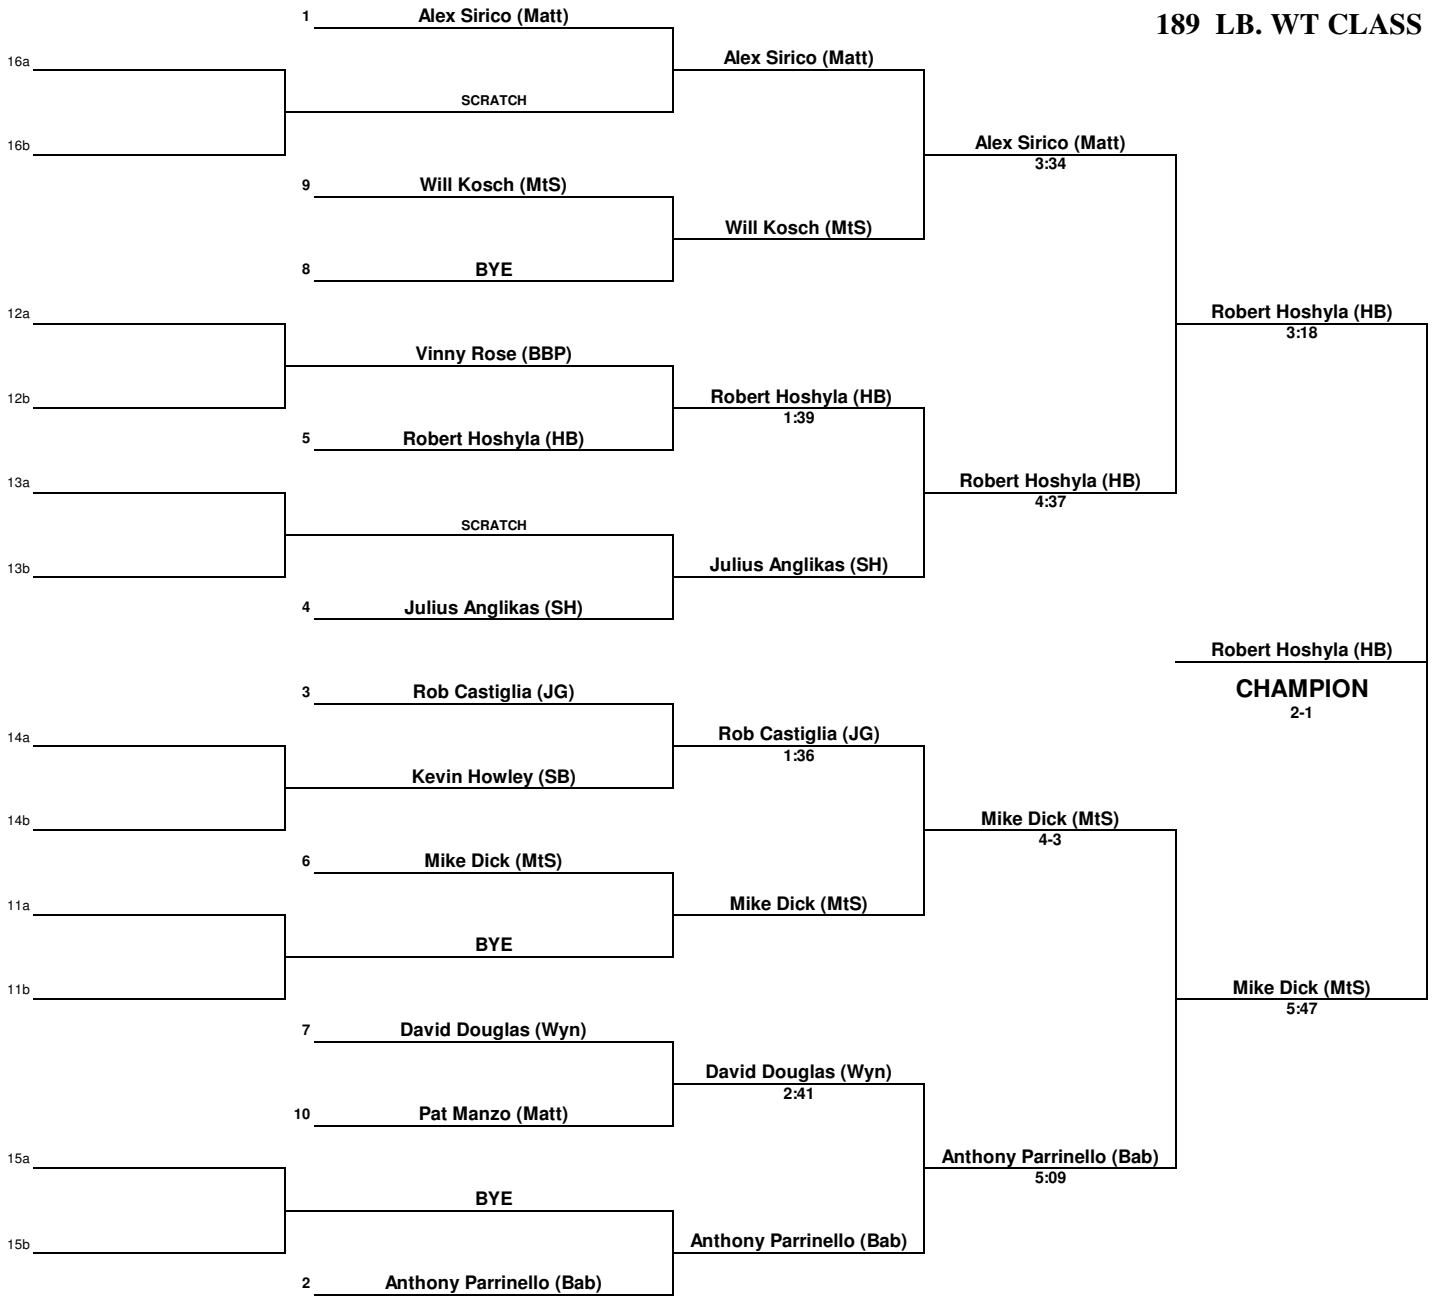 189 LB. WT CLASS
1 Alex Sirico (Matt)
16a
Alex Sirico (Matt)
SCRATCH
16b
Alex Sirico (Matt)
3:34
9 Will Kosch (MtS)
Will Kosch (MtS)
8 BYE
12a
Robert Hoshyla (HB)
3:18
Vinny Rose (BBP)
12b
Robert Hoshyla (HB)
1:39
5 Robert Hoshyla (HB)
13a
Robert Hoshyla (HB)
4:37
SCRATCH
13b
Julius Anglikas (SH)
4 Julius Anglikas (SH)
Robert Hoshyla (HB)
CHAMPION
2-1
3 Rob Castiglia (JG)
14a
Rob Castiglia (JG)
1:36
Kevin Howley (SB)
14b
Mike Dick (MtS)
4-3
6 Mike Dick (MtS)
11a
Mike Dick (MtS)
BYE
11b
Mike Dick (MtS)
5:47
7 David Douglas (Wyn)
David Douglas (Wyn)
2:41
10 Pat Manzo (Matt)
15a
Anthony Parrinello (Bab)
5:09
BYE
15b
Anthony Parrinello (Bab)
2 Anthony Parrinello (Bab)